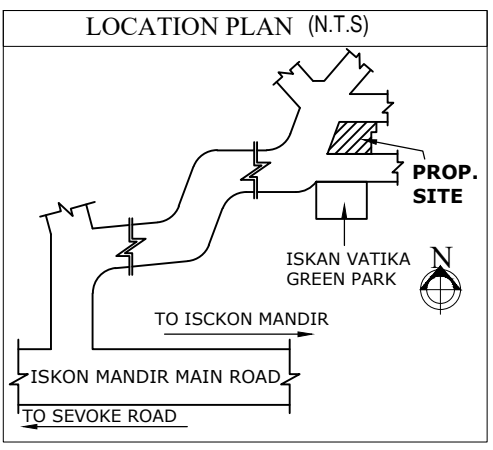 LOCATION PLAN (N.T.S)
PROP.
SITE
ISKAN VATIKA
GREEN PARK
N
TO ISCKON MANDIR
ISKON MANDIR MAIN ROAD
TO SEVOKE ROAD